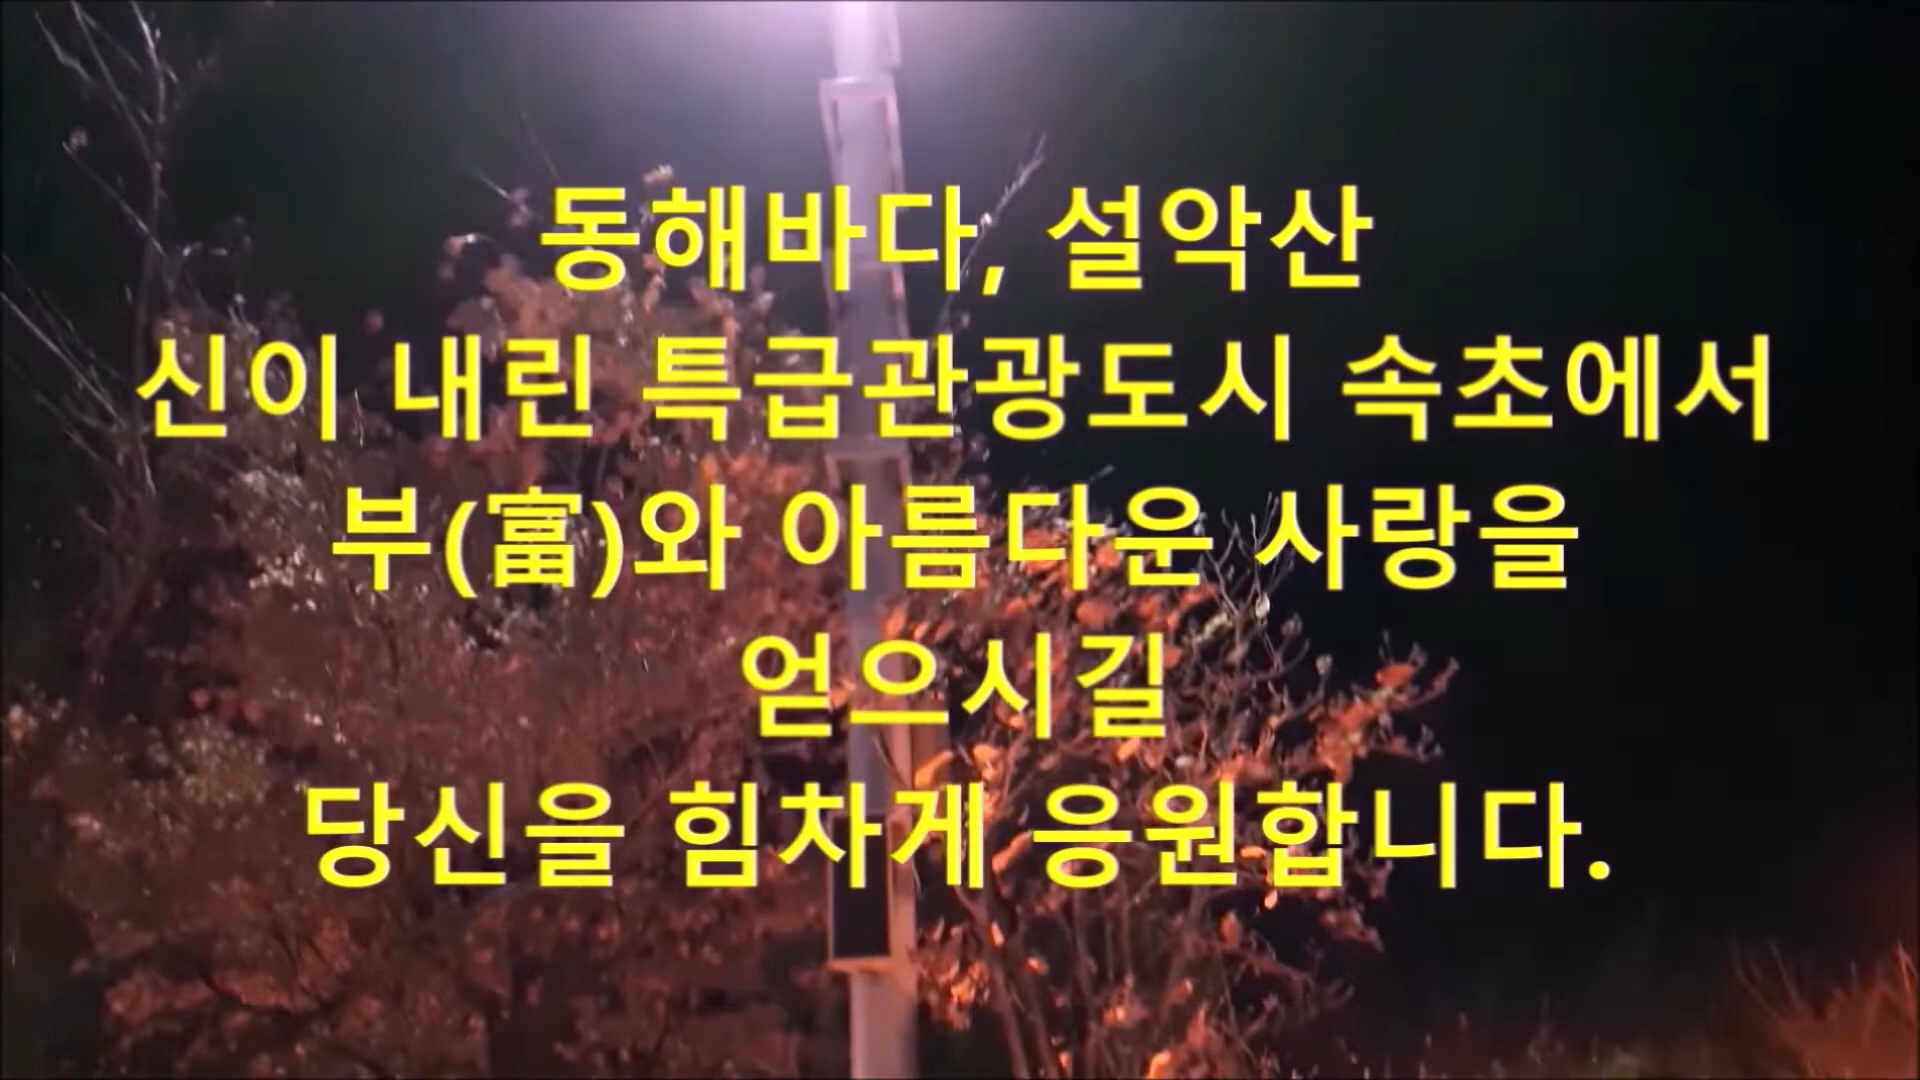 동해바다, 설악산
신이 내린 특급관광도시 속초에서
부(富)와 아름다운 사랑을
얻으시길
당신을 힘차게 응원합니다.